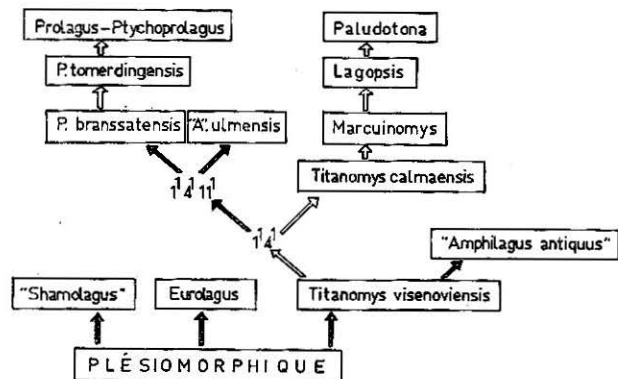 Prolagus-Ptychoprolagus
Paludotona
P. tomerdingensis
Lagopsis
P. branssatensis
"A". ulmensis
Marcuinomys
1¹4¹11¹
Titanomys calmaensis
1¹4¹
"Amphilagus antiquus"
"Shamolagus"
Eurolagus
Titanomys visenoviensis
PLÉSIOMORPHIQUE